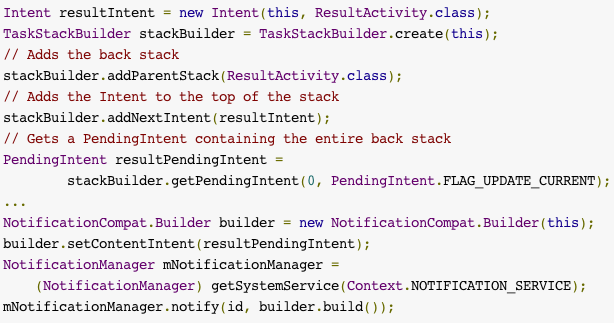 Intent resultIntent = new Intent(this, ResultActivity.class);
TaskStackBuilder stackBuilder = TaskStackBuilder.create(this);
// Adds the back stack
stackBuilder.addParentStack(ResultActivity.class);
// Adds the Intent to the top of the stack
stackBuilder.addNextIntent(resultIntent);
// Gets a PendingIntent containing the entire back stack
PendingIntent resultPendingIntent =
        stackBuilder.getPendingIntent(0, PendingIntent.FLAG_UPDATE_CURRENT);
...
NotificationCompat.Builder builder = new NotificationCompat.Builder(this);
builder.setContentIntent(resultPendingIntent);
NotificationManager mNotificationManager =
    (NotificationManager) getSystemService(Context.NOTIFICATION_SERVICE);
mNotificationManager.notify(id, builder.build());